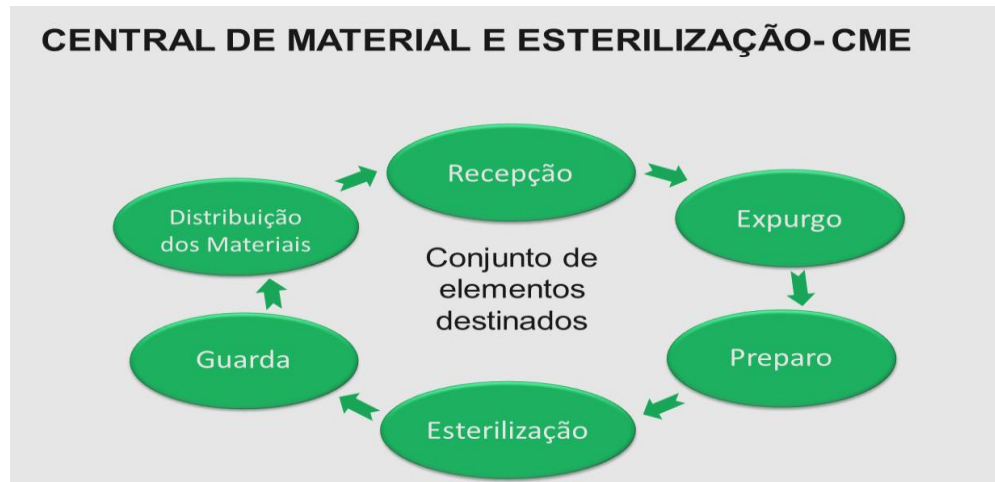 CENTRAL DE MATERIAL E ESTERILIZAÇÃO- CME
Recepção
Expurgo
Preparo
Esterilização
Guarda
Distribuição
dos Materiais
Conjunto de
elementos
destinados